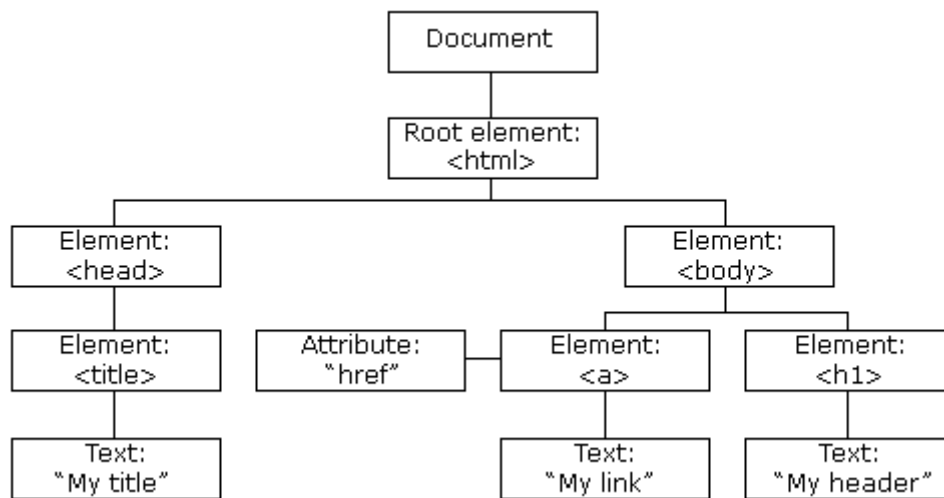 Document
Root element:
<html>
Element:
<head>
Element:
<body>
Element:
<title>
Attribute:
“href”
Element:
<a>
Element:
<h1>
Text:
“My title”
Text:
“My link”
Text:
“My header”